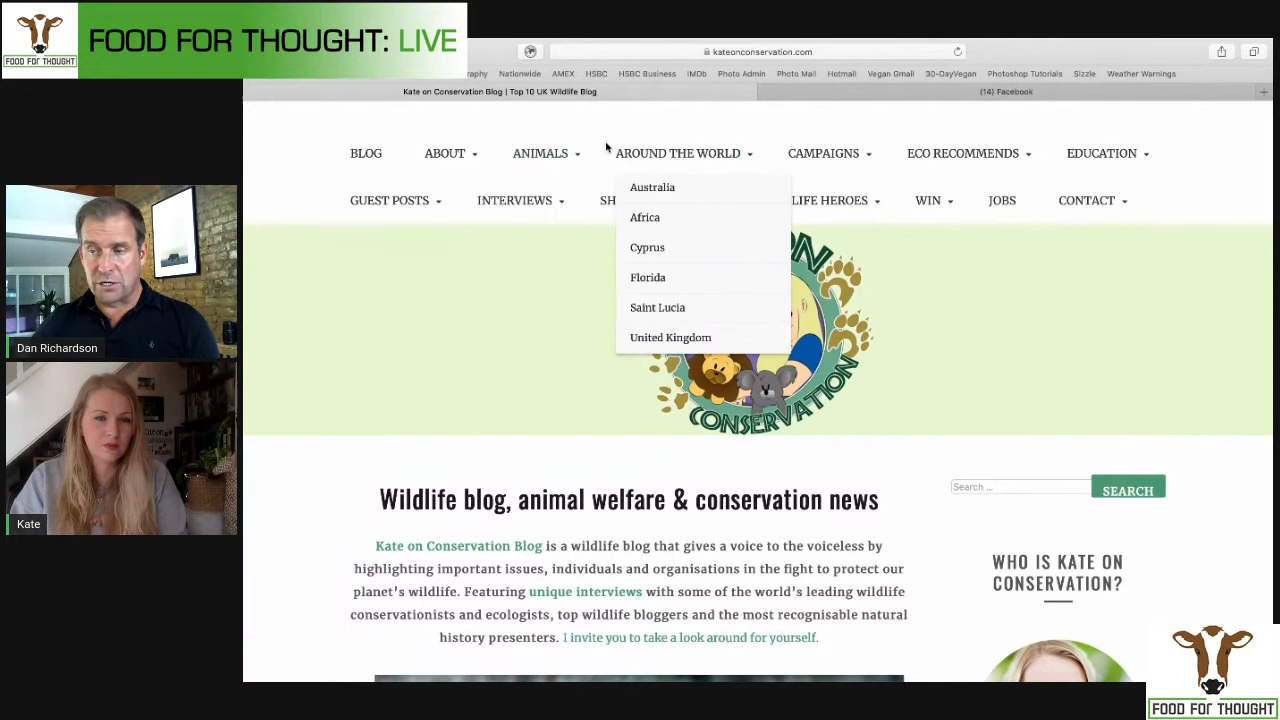 FOOD FOR THOUGHT
FOOD FOR THOUGHT: LIVE
kateonconservation.com
Nationwide AMEX HSBC HSBC Business IMDb Photo Admin Photo Mail Hotmail Vegan Gmail 30-DayVegan Photoshop Tutorials Sizzle Weather Warnings
Kate on Conservation Blog | Top 10 UK Wildlife Blog
(14) Facebook
BLOG ABOUT ANIMALS AROUND THE WORLD CAMPAIGNS ECO RECOMMENDS EDUCATION
GUEST POSTS INTERVIEWS SH LIFE HEROES WIN JOBS CONTACT
Australia
Africa
Cyprus
Florida
Saint Lucia
United Kingdom
ON
CONSERVATION
Dan Richardson
Kate
Wildlife blog, animal welfare & conservation news
Search ...
SEARCH
Kate on Conservation Blog is a wildlife blog that gives a voice to the voiceless by
highlighting important issues, individuals and organisations in the fight to protect our
planet's wildlife. Featuring unique interviews with some of the world's leading wildlife
conservationists and ecologists, top wildlife bloggers and the most recognisable natural
history presenters. I invite you to take a look around for yourself.
WHO IS KATE ON
CONSERVATION?
FOOD FOR THOUGHT